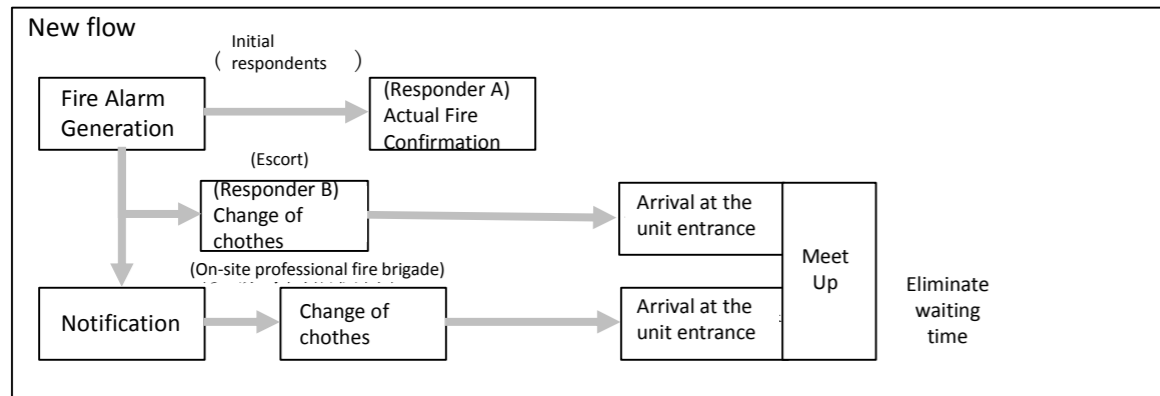 New flow
( Initial
respondents )
Fire Alarm
Generation
(Responder A)
Actual Fire
Confirmation
(Escort)
(Responder B)
Change of
chothes
Arrival at the
unit entrance
Meet
Up
(On-site professional fire brigade)
Notification
Change of
chothes
Arrival at the
unit entrance
Eliminate
waiting
time